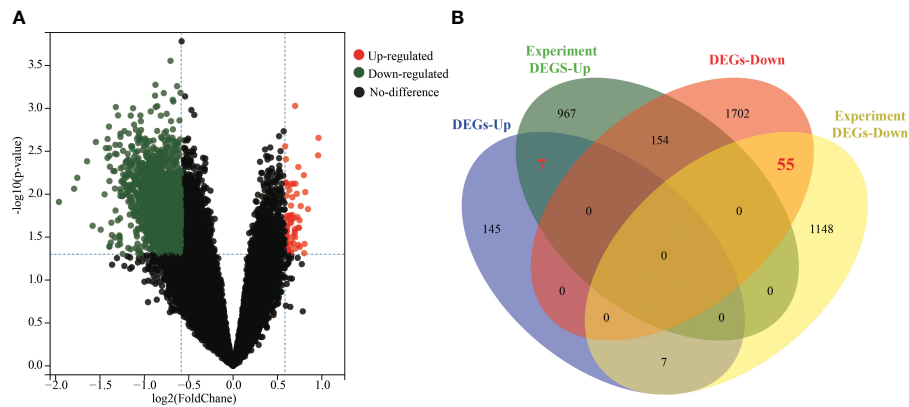 A
B
3.5
3.0
2.5
2.0
1.5
1.0
0.5
0.0
-log10(p-value)
−2.0 −1.5 −1.0 −0.5 0.0 0.5 1.0
log2(FoldChane)
Up-regulated
Down-regulated
No-difference
Experiment
DEGS-Up
DEGs-Down
DEGs-Up
Experiment
DEGs-Down
967
1702
154
7
55
0
0
145
1148
0
0
0
0
0
7